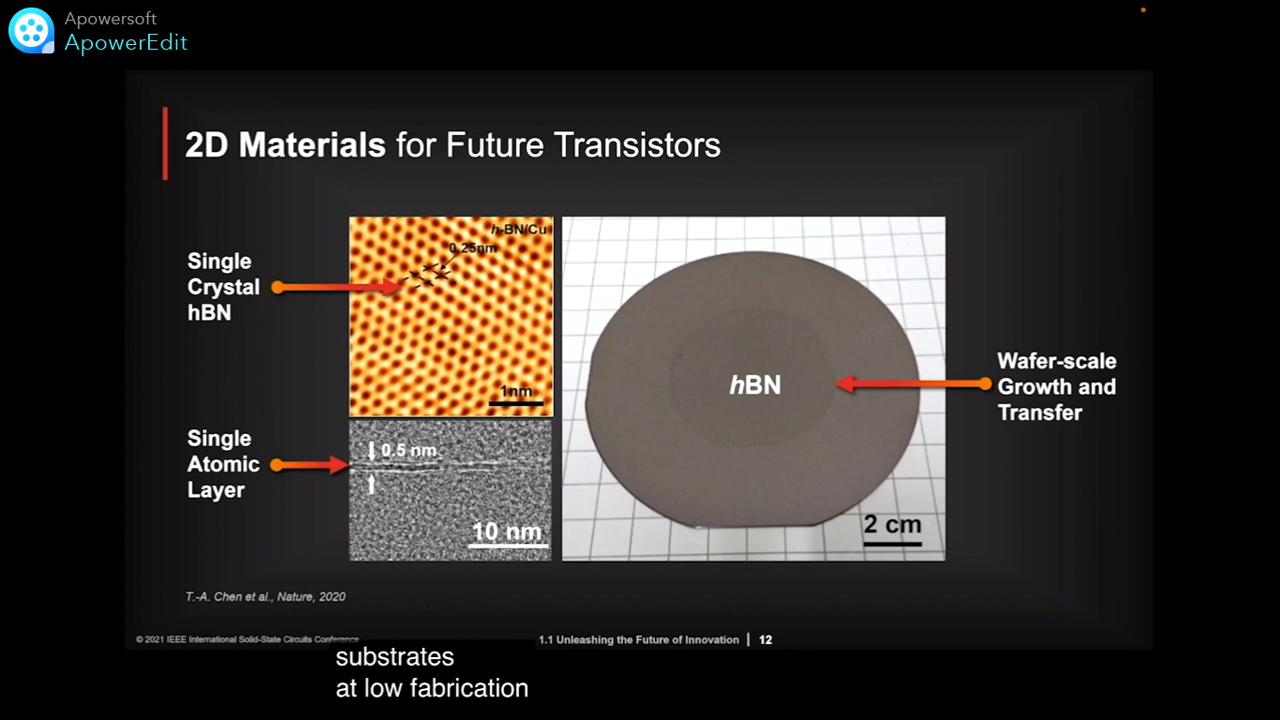 Apowersoft
ApowerEdit
2D Materials for Future Transistors
Single
Crystal
hBN
h-BN/Cu
0.25nm
1nm
Single
Atomic
Layer
0.5 nm
10 nm
hBN
2 cm
Wafer-scale
Growth and
Transfer
T.-A. Chen et al., Nature, 2020
© 2021 IEEE International Solid-State Circuits Conference
1.1 Unleashing the Future of Innovation | 12
substrates
at low fabrication